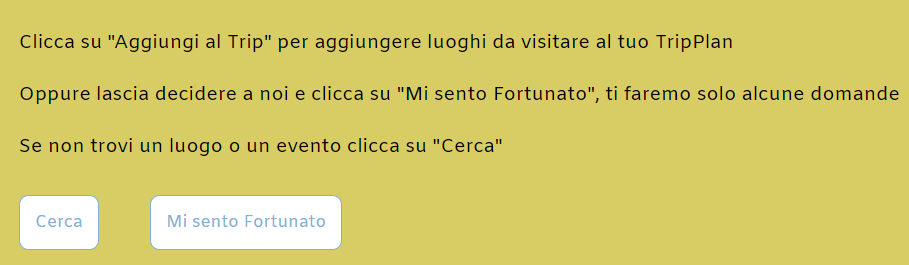 Clicca su "Aggiungi al Trip" per aggiungere luoghi da visitare al tuo TripPlan
Oppure lascia decidere a noi e clicca su "Mi sento Fortunato", ti faremo solo alcune domande
Se non trovi un luogo o un evento clicca su "Cerca"
Cerca
Mi sento Fortunato